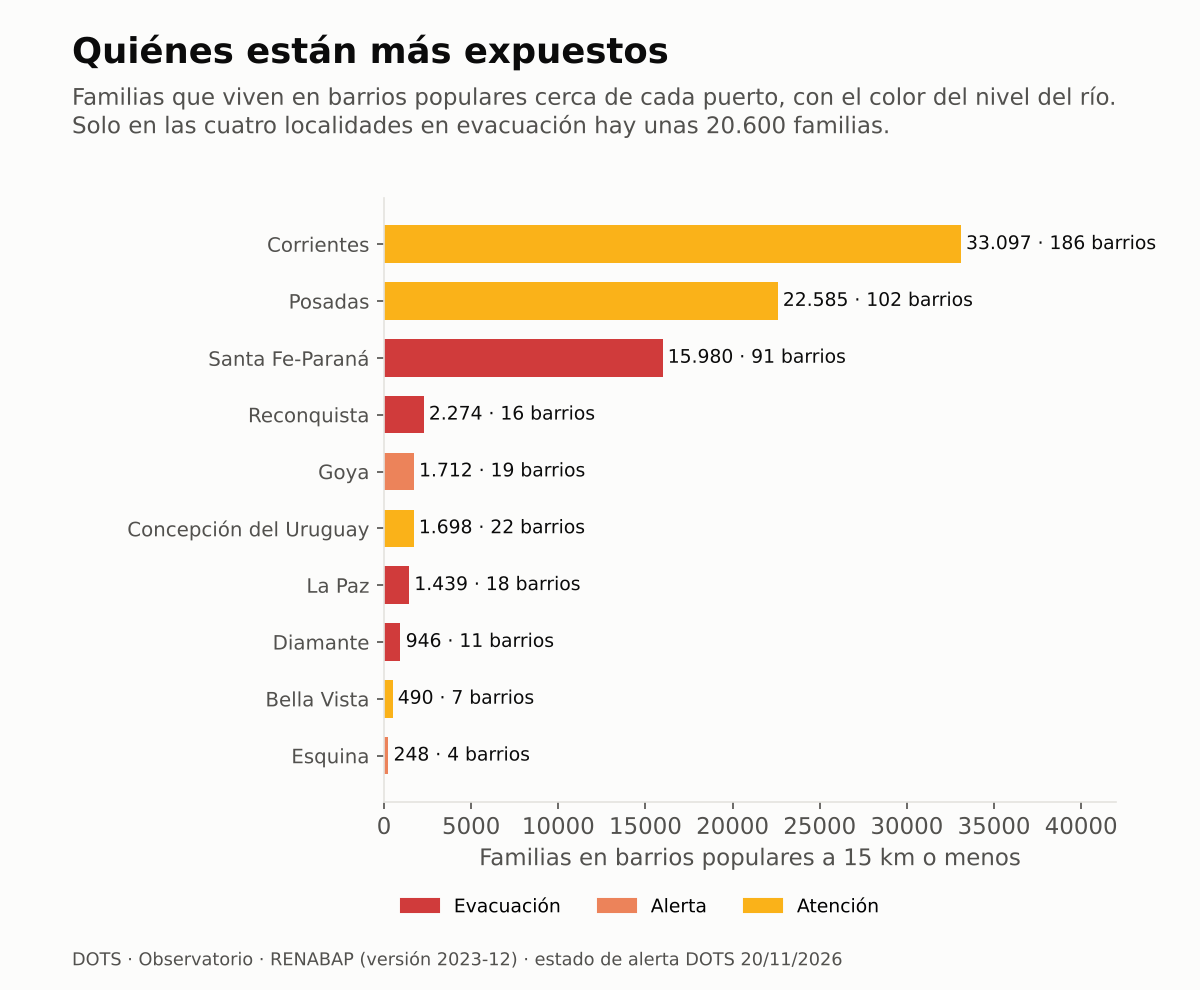 Quiénes están más expuestos
Familias que viven en barrios populares cerca de cada puerto, con el color del nivel del río.
Solo en las cuatro localidades en evacuación hay unas 20.600 familias.
Corrientes 33.097 · 186 barrios
Posadas 22.585 · 102 barrios
Santa Fe-Paraná 15.980 · 91 barrios
Reconquista 2.274 · 16 barrios
Goya 1.712 · 19 barrios
Concepción del Uruguay 1.698 · 22 barrios
La Paz 1.439 · 18 barrios
Diamante 946 · 11 barrios
Bella Vista 490 · 7 barrios
Esquina 248 · 4 barrios
0 5000 10000 15000 20000 25000 30000 35000 40000
Familias en barrios populares a 15 km o menos
Evacuación Alerta Atención
DOTS · Observatorio · RENABAP (versión 2023-12) · estado de alerta DOTS 20/11/2026